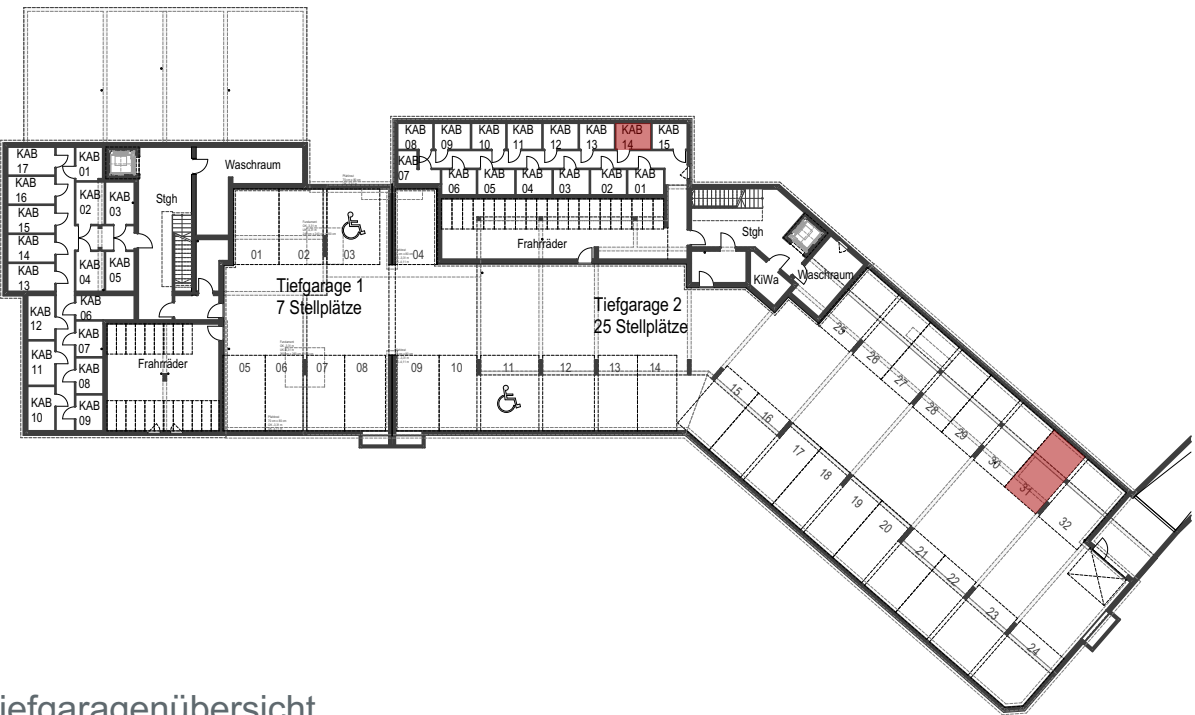 KAB
08
KAB
09
KAB
10
KAB
11
KAB
12
KAB
13
KAB
14
KAB
15
KAB
07
KAB
06
KAB
05
KAB
04
KAB
03
KAB
02
KAB
01
KAB
17
KAB
16
KAB
15
KAB
14
KAB
13
KAB
12
KAB
11
KAB
10
KAB
01
KAB
02
KAB
03
KAB
04
KAB
05
KAB
06
KAB
07
KAB
08
KAB
09
Stgh
Waschraum
Frahrräder
01
02
03
04
Tiefgarage 1
7 Stellplätze
05
06
07
08
Frahrräder
Tiefgarage 2
25 Stellplätze
09
10
11
12
13
14
Stgh
KiWa
Waschraum
15
16
17
18
19
20
21
22
23
24
25
26
27
28
29
30
31
32
iefgaragenübersicht